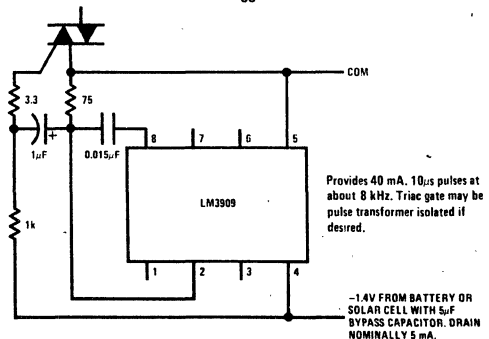 COM
3.3
75
+
1μF
0.015μF
8
7
6
5
LM3909
1k
1
2
3
4
Provides 40 mA. 10μs pulses at
about 8 kHz. Triac gate may be
pulse transformer isolated if
desired.
−1.4V FROM BATTERY OR
SOLAR CELL WITH 5μF
BYPASS CAPACITOR. DRAIN
NOMINALLY 5 mA.